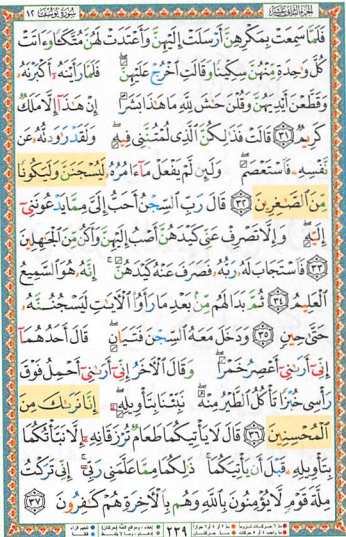 سورة يوسف ١٢
فَلَمَّا سَمِعَتْ بِمَكْرِهِنَّ أَرْسَلَتْ إِلَيْهِنَّ وَأَعْتَدَتْ لَهُنَّ مُتَّكَـًٔا وَءَاتَتْ
كُلَّ وَٰحِدَةٍ مِّنْهُنَّ سِكِّينًا وَقَالَتِ ٱخْرُجْ عَلَيْهِنَّ ۖ فَلَمَّا رَأَيْنَهُۥٓ أَكْبَرْنَهُۥ
وَقَطَّعْنَ أَيْدِيَهُنَّ وَقُلْنَ حَٰشَ لِلَّهِ مَا هَٰذَا بَشَرًا إِنْ هَٰذَآ إِلَّا مَلَكٌ
كَرِيمٌ ٣١ قَالَتْ فَذَٰلِكُنَّ ٱلَّذِى لُمْتُنَّنِى فِيهِ ۖ وَلَقَدْ رَٰوَدتُّهُۥ عَن
نَّفْسِهِۦ فَٱسْتَعْصَمَ ۖ وَلَئِن لَّمْ يَفْعَلْ مَآ ءَامُرُهُۥ لَيُسْجَنَنَّ وَلَيَكُونًا
مِّنَ ٱلصَّٰغِرِينَ ٣٢ قَالَ رَبِّ ٱلسِّجْنُ أَحَبُّ إِلَىَّ مِمَّا يَدْعُونَنِىٓ
إِلَيْهِ ۖ وَإِلَّا تَصْرِفْ عَنِّى كَيْدَهُنَّ أَصْبُ إِلَيْهِنَّ وَأَكُن مِّنَ ٱلْجَٰهِلِينَ
٣٣ فَٱسْتَجَابَ لَهُۥ رَبُّهُۥ فَصَرَفَ عَنْهُ كَيْدَهُنَّ ۚ إِنَّهُۥ هُوَ ٱلسَّمِيعُ
ٱلْعَلِيمُ ٣٤ ثُمَّ بَدَا لَهُم مِّنۢ بَعْدِ مَا رَأَوُا۟ ٱلْـَٔايَٰتِ لَيَسْجُنُنَّهُۥ
حَتَّىٰ حِينٍ ٣٥ وَدَخَلَ مَعَهُ ٱلسِّجْنَ فَتَيَانِ ۖ قَالَ أَحَدُهُمَآ
إِنِّىٓ أَرَىٰنِىٓ أَعْصِرُ خَمْرًا ۖ وَقَالَ ٱلْـَٔاخَرُ إِنِّىٓ أَرَىٰنِىٓ أَحْمِلُ فَوْقَ
رَأْسِى خُبْزًا تَأْكُلُ ٱلطَّيْرُ مِنْهُ ۖ نَبِّئْنَا بِتَأْوِيلِهِۦٓ ۖ إِنَّا نَرَىٰكَ مِنَ
ٱلْمُحْسِنِينَ ٣٦ قَالَ لَا يَأْتِيكُمَا طَعَامٌ تُرْزَقَانِهِۦٓ إِلَّا نَبَّأْتُكُمَا
بِتَأْوِيلِهِۦ قَبْلَ أَن يَأْتِيَكُمَا ۚ ذَٰلِكُمَا مِمَّا عَلَّمَنِى رَبِّىٓ ۚ إِنِّى تَرَكْتُ
مِلَّةَ قَوْمٍ لَّا يُؤْمِنُونَ بِٱللَّهِ وَهُم بِٱلْـَٔاخِرَةِ هُمْ كَٰفِرُونَ ٣٧
٢٣٩